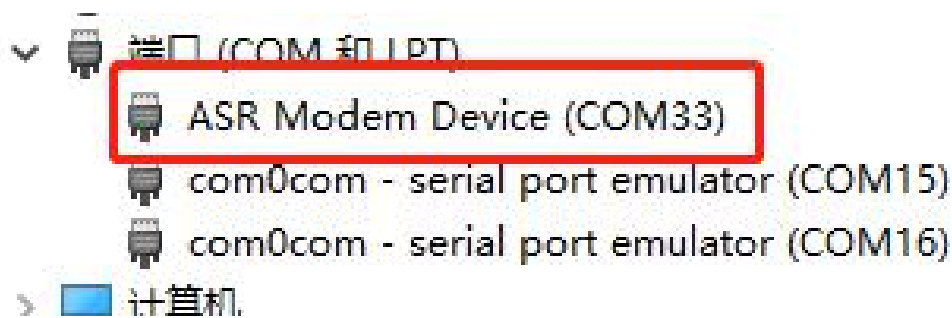 端口 (COM 和 LPT)
ASR Modem Device (COM33)
com0com - serial port emulator (COM15)
com0com - serial port emulator (COM16)
计算机